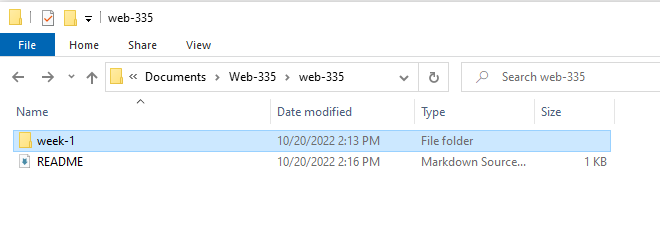 web-335
File Home Share View
« Documents > Web-335 > web-335 Search web-335
Name Date modified Type Size
week-1 10/20/2022 2:13 PM File folder
README 10/20/2022 2:16 PM Markdown Source... 1 KB